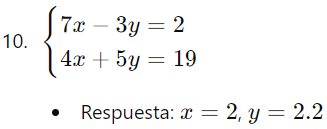 10. { 7x − 3y = 2
4x + 5y = 19
• Respuesta: x = 2, y = 2.2